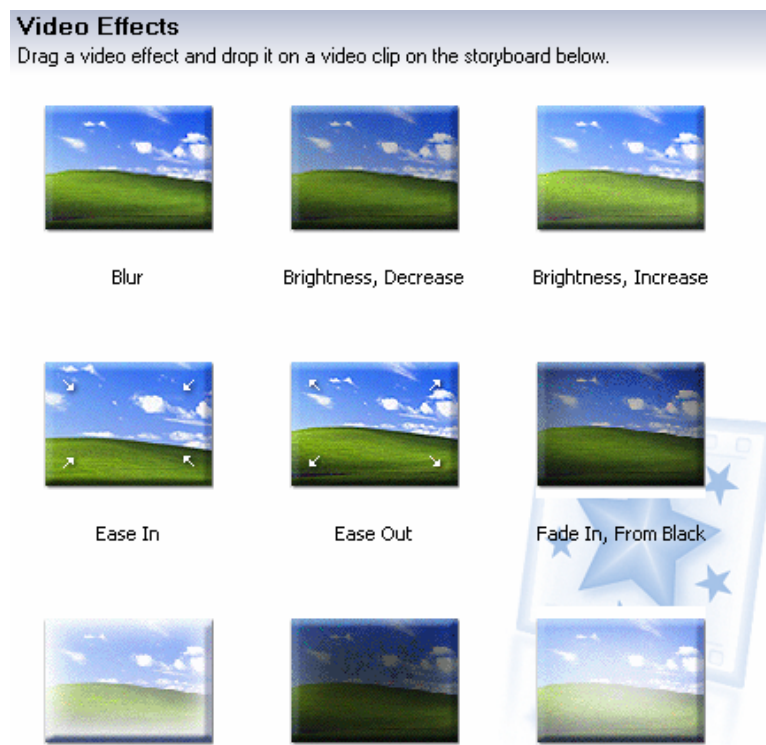 Video Effects
Drag a video effect and drop it on a video clip on the storyboard below.
Blur
Brightness, Decrease
Brightness, Increase
Ease In
Ease Out
Fade In, From Black